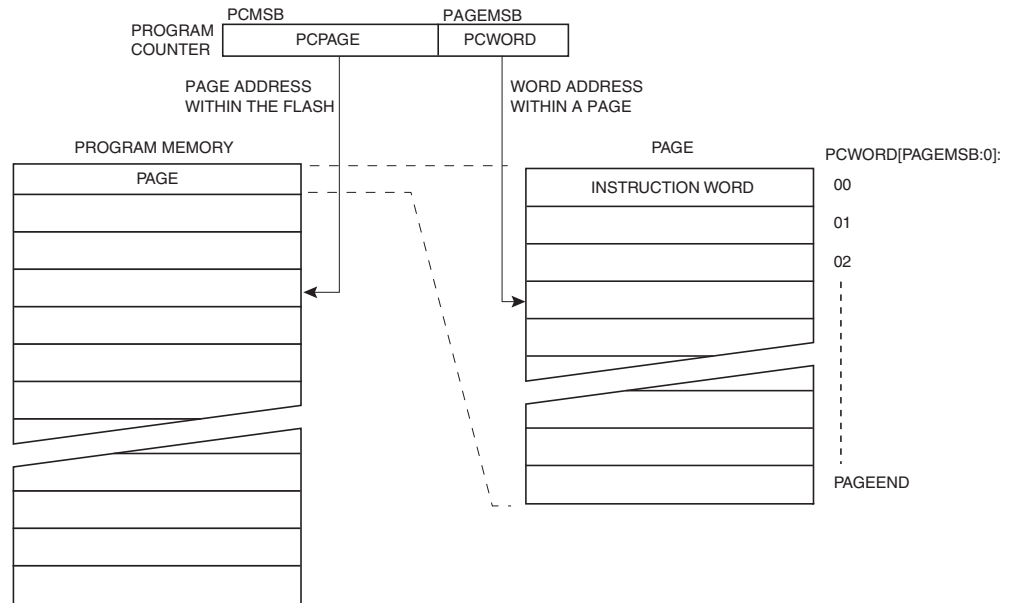 PCMSB
PAGEMSB
PROGRAM
COUNTER
PCPAGE
PCWORD
PAGE ADDRESS
WITHIN THE FLASH
WORD ADDRESS
WITHIN A PAGE
PROGRAM MEMORY
PAGE
PAGE
PCWORD[PAGEMSB:0]:
INSTRUCTION WORD
00
01
02
PAGEEND